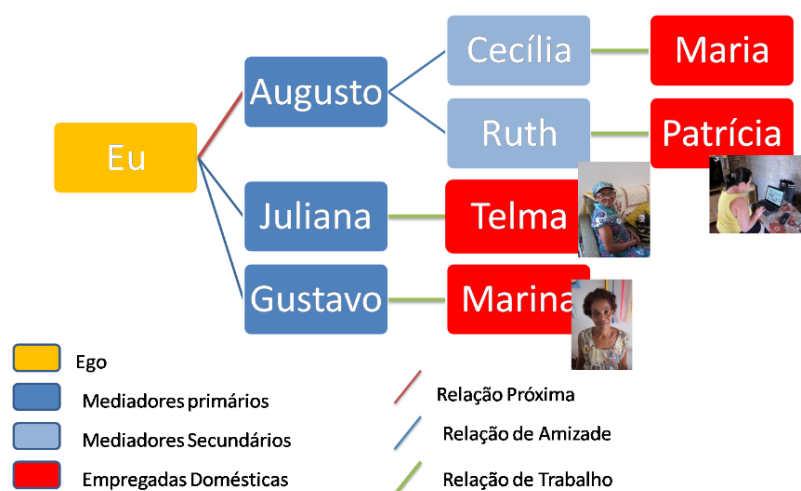 Cecília
Maria
Augusto
Ruth
Patrícia
Eu
Juliana
Telma
Gustavo
Marina
Ego
Mediadores primários
Relação Próxima
Mediadores Secundários
Relação de Amizade
Empregadas Domésticas
Relação de Trabalho